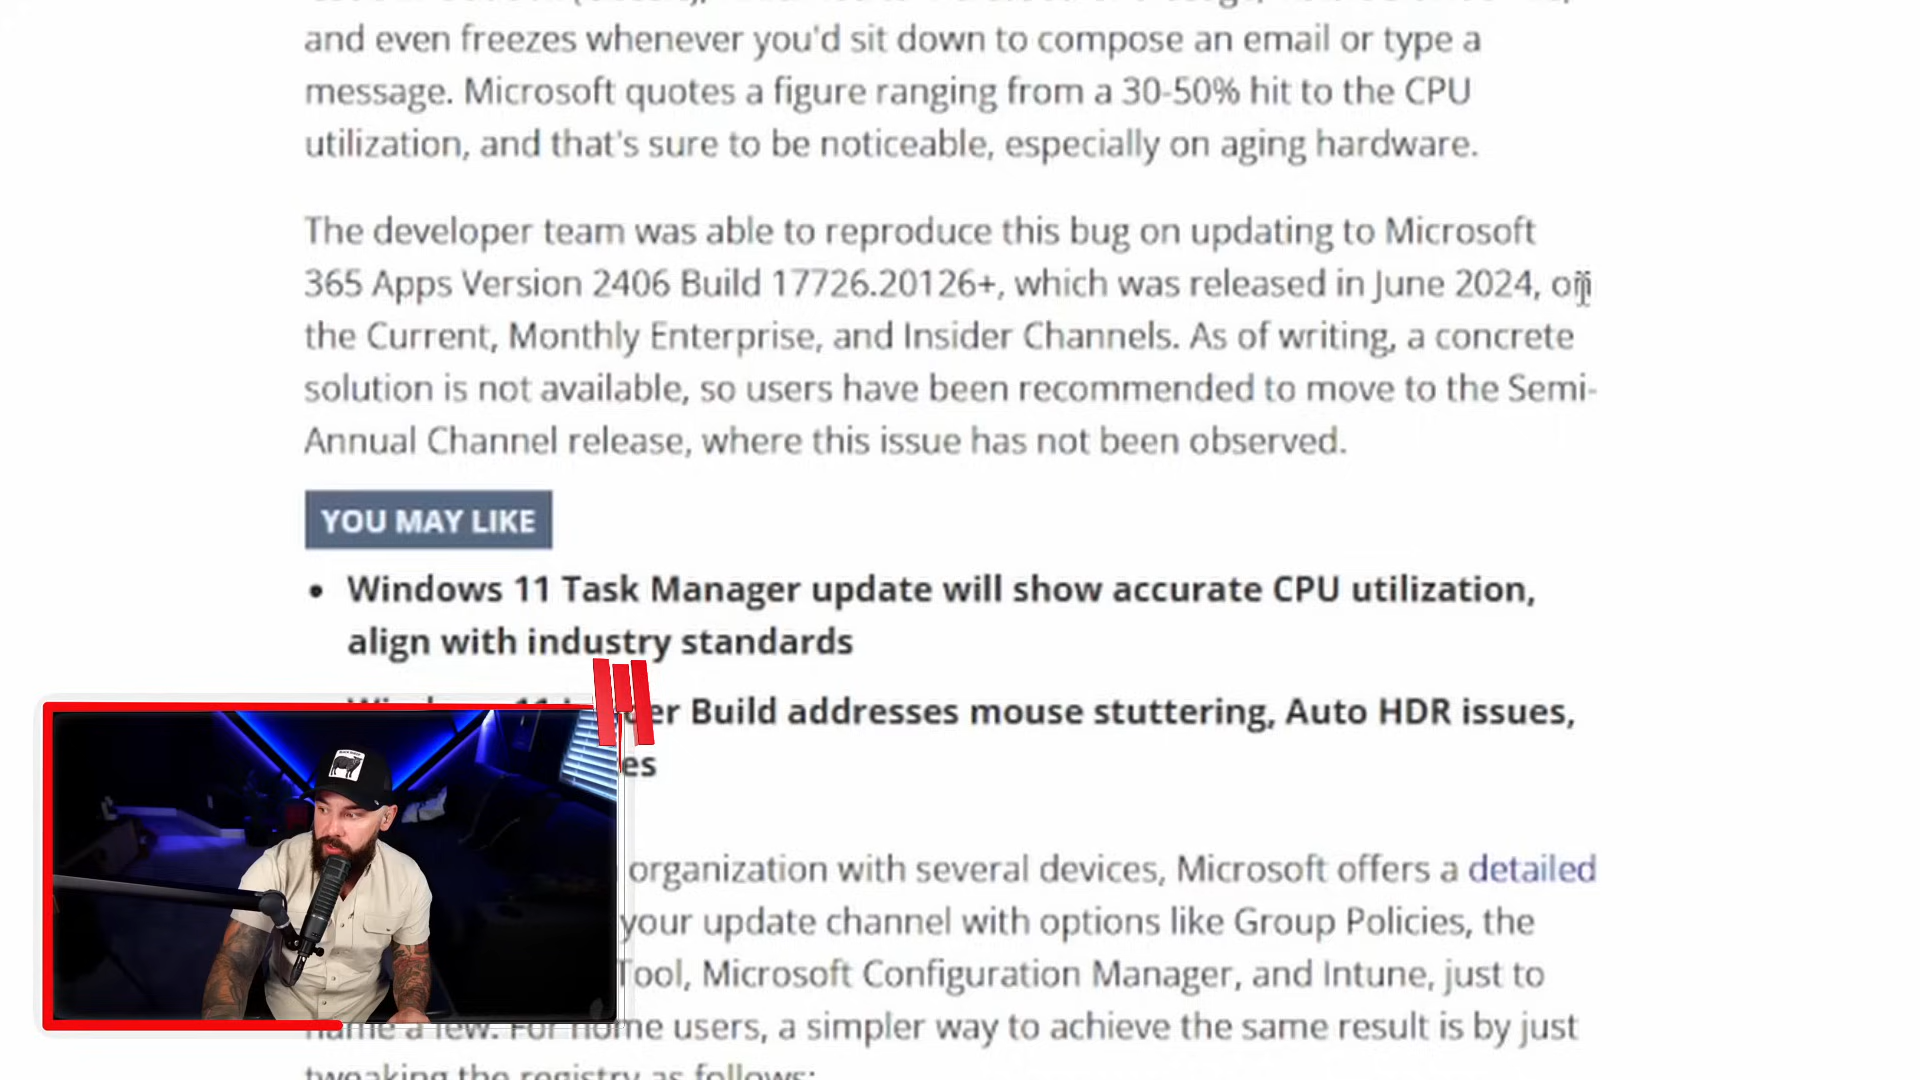 and even freezes whenever you'd sit down to compose an email or type a
message. Microsoft quotes a figure ranging from a 30-50% hit to the CPU
utilization, and that's sure to be noticeable, especially on aging hardware.
The developer team was able to reproduce this bug on updating to Microsoft
365 Apps Version 2406 Build 17726.20126+, which was released in June 2024, on
the Current, Monthly Enterprise, and Insider Channels. As of writing, a concrete
solution is not available, so users have been recommended to move to the Semi-
Annual Channel release, where this issue has not been observed.
YOU MAY LIKE
• Windows 11 Task Manager update will show accurate CPU utilization,
align with industry standards
Build addresses mouse stuttering, Auto HDR issues,
organization with several devices, Microsoft offers a detailed
your update channel with options like Group Policies, the
Tool, Microsoft Configuration Manager, and Intune, just to
name a few. For home users, a simpler way to achieve the same result is by just
tweaking the registry as follows: